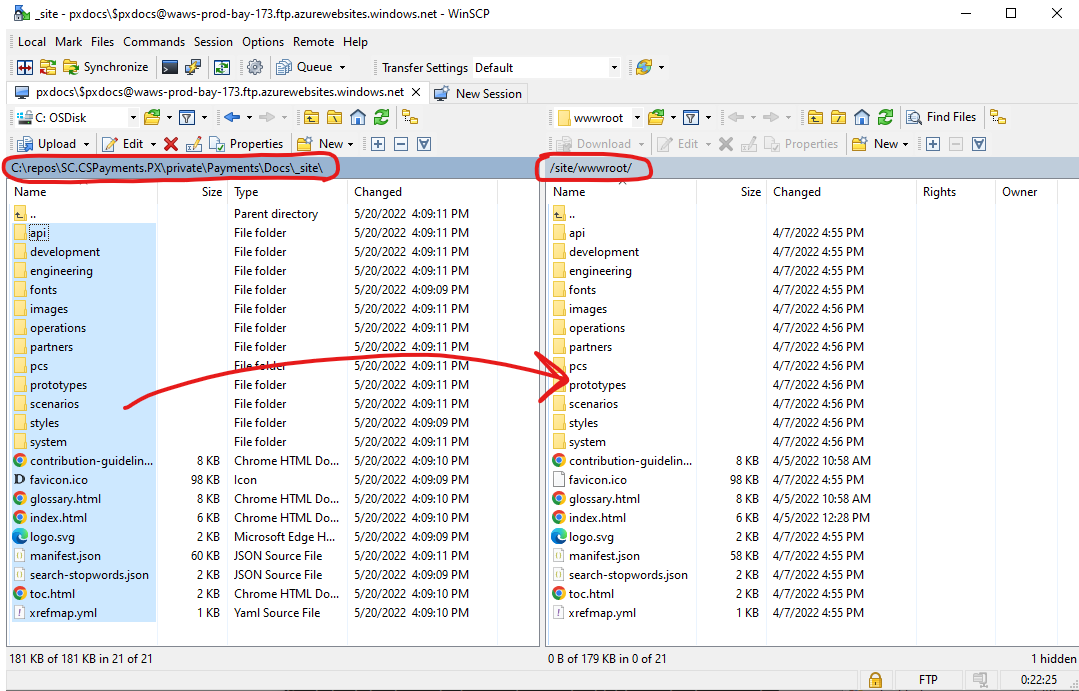 _site - pxdocs\$pxdocs@waws-prod-bay-173.ftp.azurewebsites.windows.net - WinSCP
Local Mark Files Commands Session Options Remote Help
Synchronize Queue Transfer Settings Default
pxdocs\$pxdocs@waws-prod-bay-173.ftp.azurewebsites.windows.net New Session
C: OSDisk wwwroot Find Files
Upload Edit Properties New Download Edit Properties New
C:\repos\SC.CSPayments.PX\private\Payments\Docs\_site\ /site/wwwroot/
Name Size Type Changed Name Size Changed Rights Owner
.. Parent directory 5/20/2022 4:09:11 PM ..
api File folder 5/20/2022 4:09:11 PM api 4/7/2022 4:55 PM
development File folder 5/20/2022 4:09:11 PM development 4/7/2022 4:55 PM
engineering File folder 5/20/2022 4:09:11 PM engineering 4/7/2022 4:55 PM
fonts File folder 5/20/2022 4:09:09 PM fonts 4/7/2022 4:55 PM
images File folder 5/20/2022 4:09:11 PM images 4/7/2022 4:56 PM
operations File folder 5/20/2022 4:09:11 PM operations 4/7/2022 4:56 PM
partners File folder 5/20/2022 4:09:11 PM partners 4/7/2022 4:56 PM
pcs File folder 5/20/2022 4:09:11 PM pcs 4/7/2022 4:56 PM
prototypes File folder 5/20/2022 4:09:11 PM prototypes 4/7/2022 4:56 PM
scenarios File folder 5/20/2022 4:09:11 PM scenarios 4/7/2022 4:56 PM
styles File folder 5/20/2022 4:09:09 PM styles 4/7/2022 4:56 PM
system File folder 5/20/2022 4:09:11 PM system 4/7/2022 4:56 PM
contribution-guidelin... 8 KB Chrome HTML Do... 5/20/2022 4:09:10 PM contribution-guidelin... 8 KB 4/5/2022 10:58 AM
favicon.ico 98 KB Icon 5/20/2022 4:09:09 PM favicon.ico 98 KB 4/7/2022 4:55 PM
glossary.html 8 KB Chrome HTML Do... 5/20/2022 4:09:10 PM glossary.html 8 KB 4/5/2022 10:58 AM
index.html 6 KB Chrome HTML Do... 5/20/2022 4:09:10 PM index.html 6 KB 4/5/2022 12:28 PM
logo.svg 2 KB Microsoft Edge H... 5/20/2022 4:09:09 PM logo.svg 2 KB 4/7/2022 4:55 PM
manifest.json 60 KB JSON Source File 5/20/2022 4:09:11 PM manifest.json 58 KB 4/7/2022 4:55 PM
search-stopwords.json 2 KB JSON Source File 5/20/2022 4:09:09 PM search-stopwords.json 2 KB 4/7/2022 4:55 PM
toc.html 2 KB Chrome HTML Do... 5/20/2022 4:09:10 PM toc.html 2 KB 4/7/2022 4:55 PM
xrefmap.yml 1 KB Yaml Source File 5/20/2022 4:09:10 PM xrefmap.yml 1 KB 4/7/2022 4:55 PM
181 KB of 181 KB in 21 of 21 0 B of 179 KB in 0 of 21 1 hidden
FTP 0:22:25